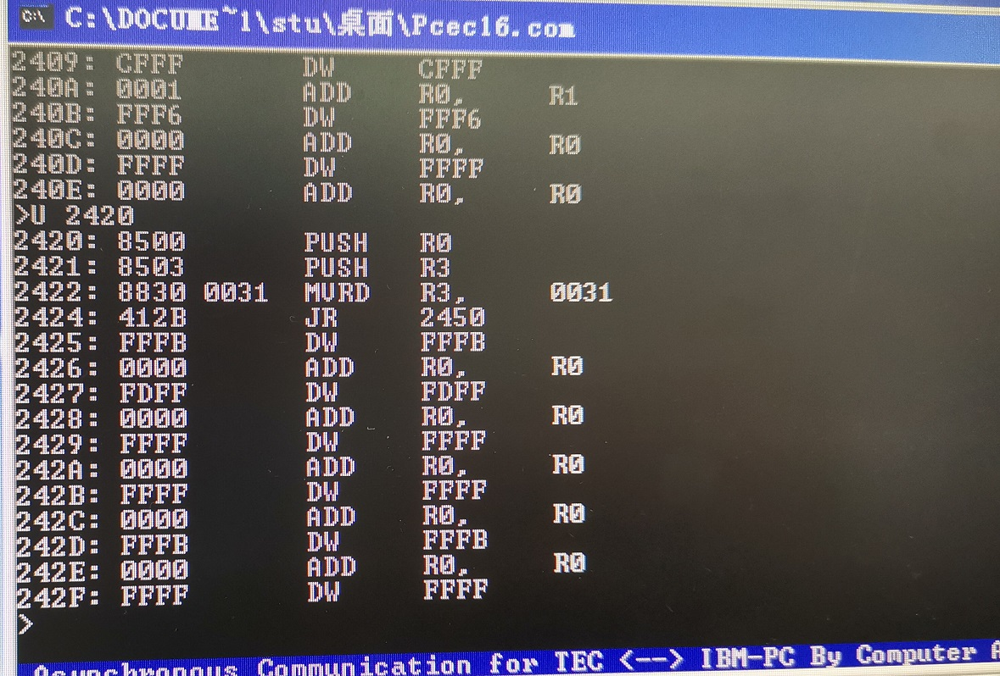 C:\DOCUME~1\stu\桌面\Pcec16.com
2409: CFFF DW CFFF
240A: 0001 ADD R0, R1
240B: FFF6 DW FFF6
240C: 0000 ADD R0, R0
240D: FFFF DW FFFF
240E: 0000 ADD R0, R0
>U 2420
2420: 8500 PUSH R0
2421: 8503 PUSH R3
2422: 8830 0031 MVRD R3, 0031
2424: 412B JR 2450
2425: FFFB DW FFFB
2426: 0000 ADD R0, R0
2427: FDFF DW FDFF
2428: 0000 ADD R0, R0
2429: FFFF DW FFFF
242A: 0000 ADD R0, R0
242B: FFFF DW FFFF
242C: 0000 ADD R0, R0
242D: FFFB DW FFFB
242E: 0000 ADD R0, R0
242F: FFFF DW FFFF
>
Asynchronous Communication for TEC <--> IBM-PC By Computer A